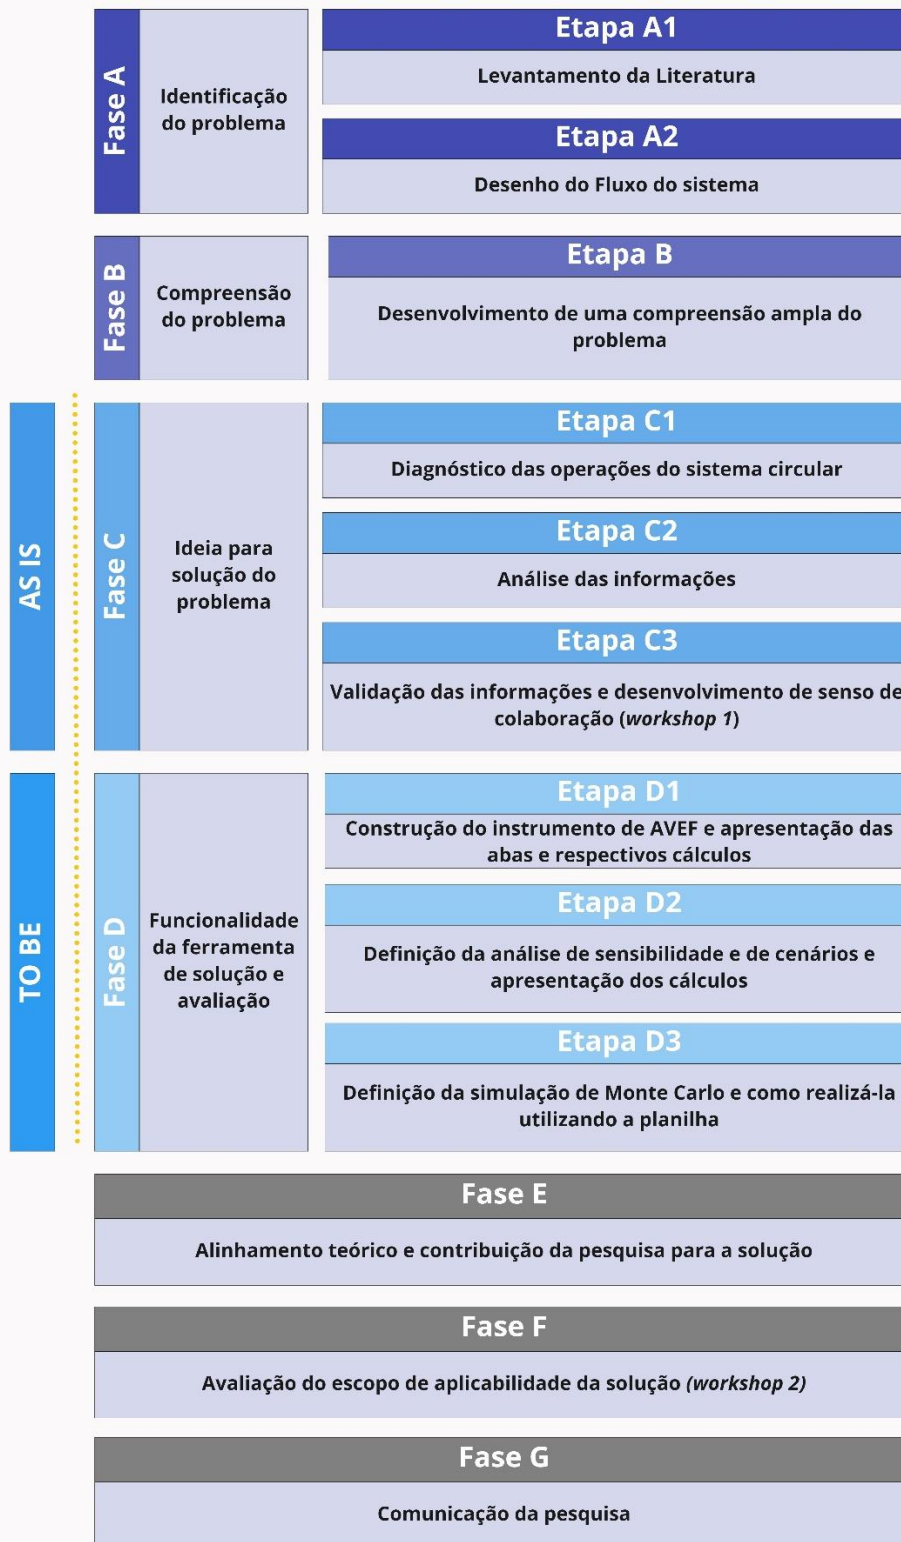 Fase A
Identificação
do problema
Etapa A1
Levantamento da Literatura
Etapa A2
Desenho do Fluxo do sistema
Fase B
Compreensão
do problema
Etapa B
Desenvolvimento de uma compreensão ampla do
problema
AS IS
Fase C
Ideia para
solução do
problema
Etapa C1
Diagnóstico das operações do sistema circular
Etapa C2
Análise das informações
Etapa C3
Validação das informações e desenvolvimento de senso de
colaboração (workshop 1)
TO BE
Fase D
Funcionalidade
da ferramenta
de solução e
avaliação
Etapa D1
Construção do instrumento de AVEF e apresentação das
abas e respectivos cálculos
Etapa D2
Definição da análise de sensibilidade e de cenários e
apresentação dos cálculos
Etapa D3
Definição da simulação de Monte Carlo e como realizá-la
utilizando a planilha
Fase E
Alinhamento teórico e contribuição da pesquisa para a solução
Fase F
Avaliação do escopo de aplicabilidade da solução (workshop 2)
Fase G
Comunicação da pesquisa